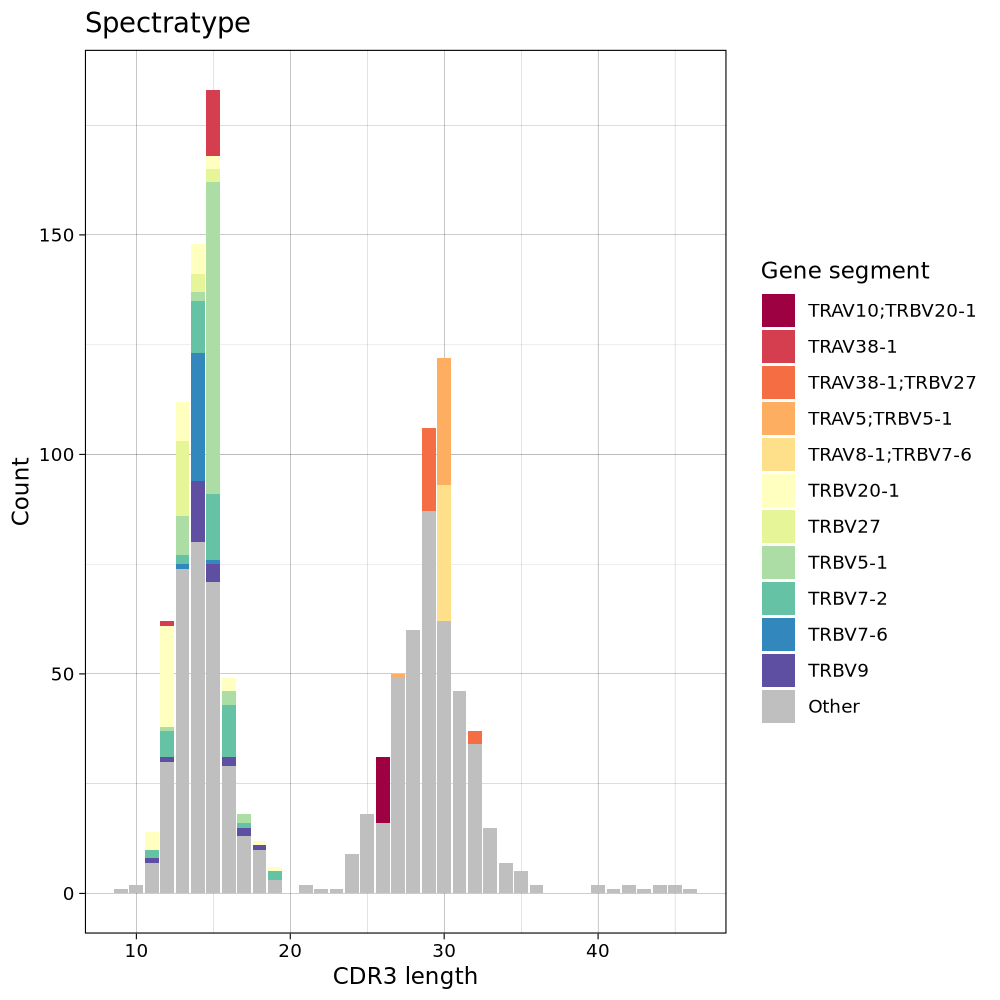 Spectratype
150
100
50
0
Count
10 20 30 40
CDR3 length
Gene segment
TRAV10;TRBV20-1
TRAV38-1
TRAV38-1;TRBV27
TRAV5;TRBV5-1
TRAV8-1;TRBV7-6
TRBV20-1
TRBV27
TRBV5-1
TRBV7-2
TRBV7-6
TRBV9
Other